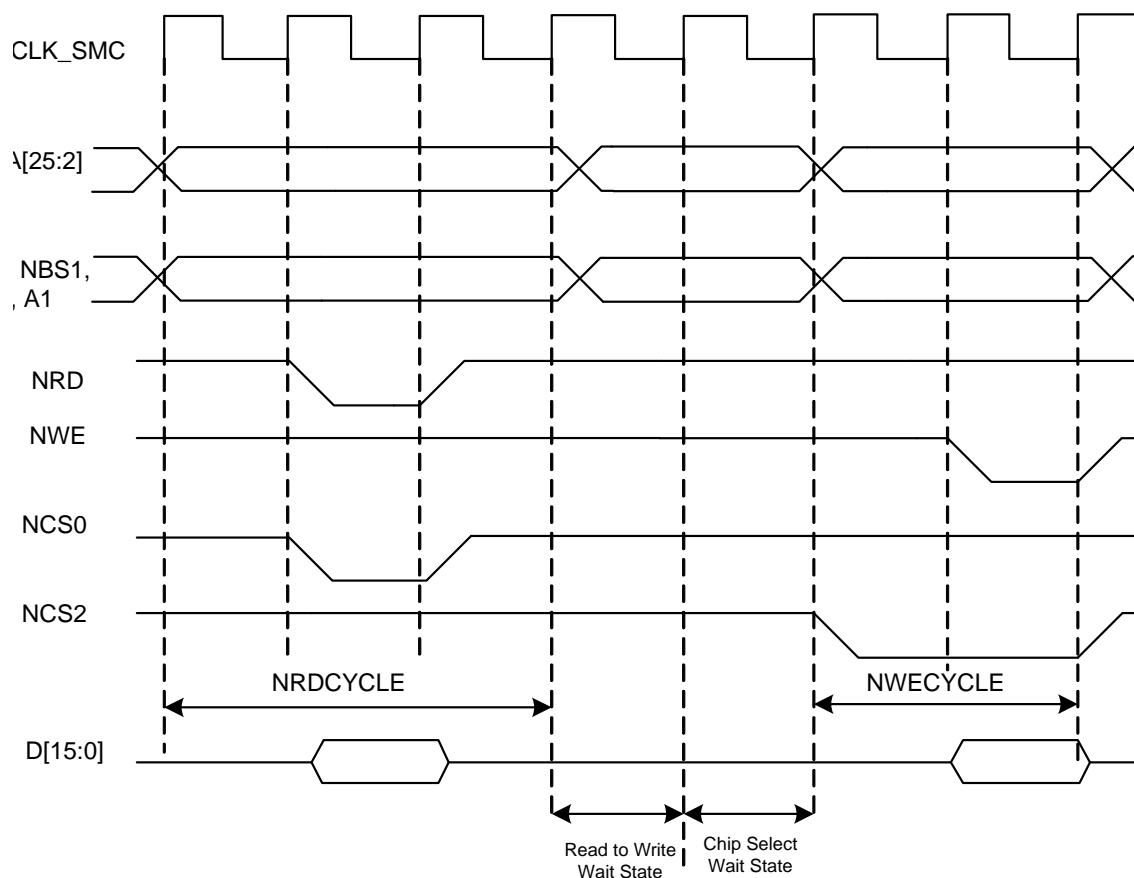 CLK_SMC
A[25:2]
NBS1,
, A1
NRD
NWE
NCS0
NCS2
NRDCYCLE
NWECYCLE
D[15:0]
Read to Write
Wait State
Chip Select
Wait State